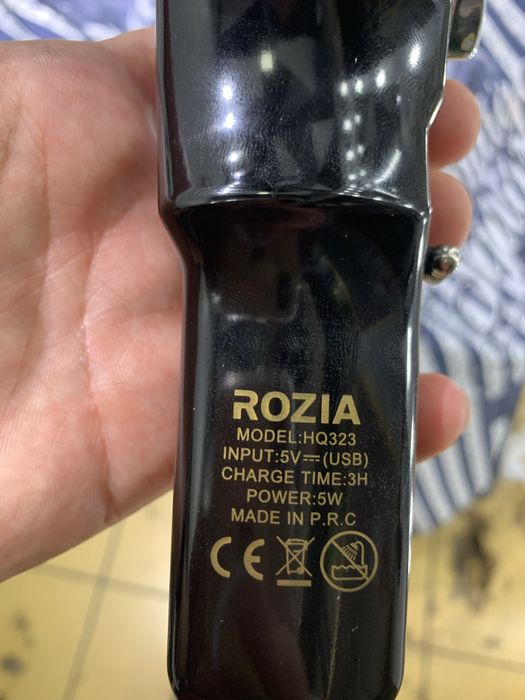 ROZIA
MODEL:HQ323
INPUT:5V⎓(USB)
CHARGE TIME:3H
POWER:5W
MADE IN P.R.C
CE